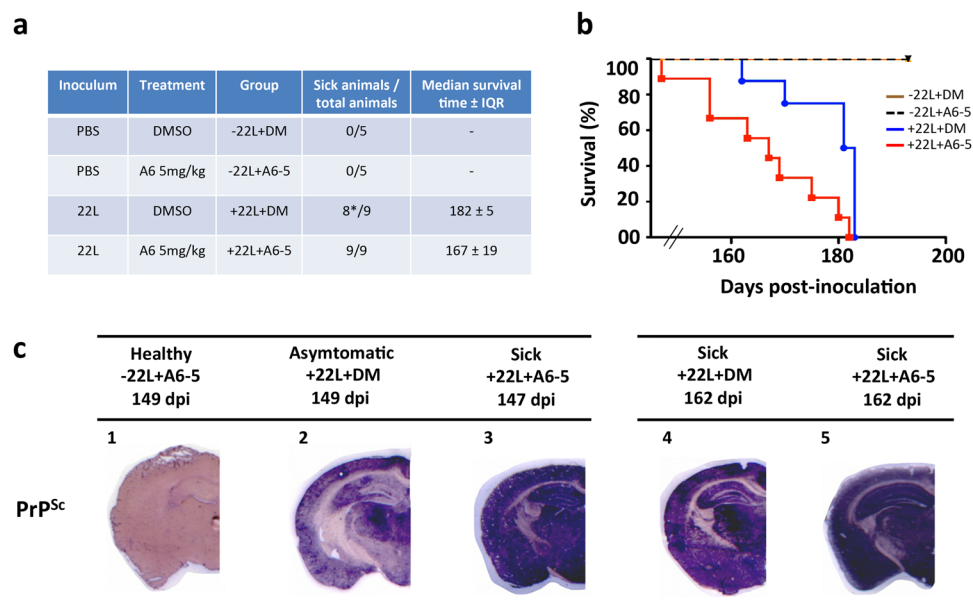 a
Inoculum Treatment Group Sick animals / Median survival
total animals time ± IQR
PBS DMSO -22L+DM 0/5 -
PBS A6 5mg/kg -22L+A6-5 0/5 -
22L DMSO +22L+DM 8*/9 182 ± 5
22L A6 5mg/kg +22L+A6-5 9/9 167 ± 19
b
Survival (%)
100
80
60
40
20
00
160 180 200
Days post-inoculation
-22L+DM
-22L+A6-5
+22L+DM
+22L+A6-5
c
Healthy
-22L+A6-5
149 dpi
Asymtomatic
+22L+DM
149 dpi
Sick
+22L+A6-5
147 dpi
Sick
+22L+DM
162 dpi
Sick
+22L+A6-5
162 dpi
1 2 3 4 5
PrPSc